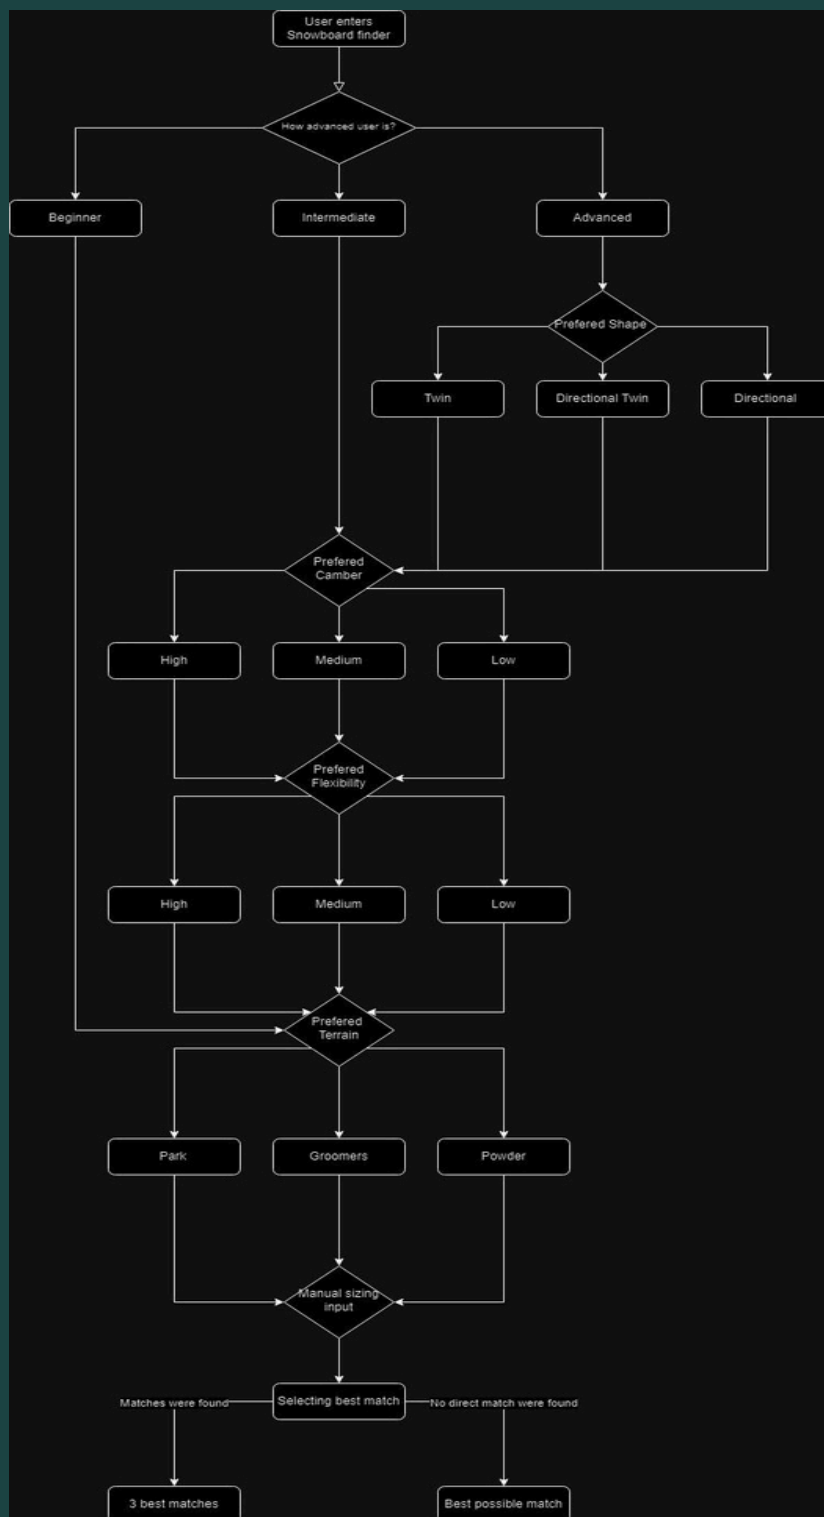 User enters
Snowboard finder
How advanced user is?
Beginner
Intermediate
Advanced
Prefered Shape
Twin
Directional Twin
Directional
Prefered
Camber
High
Medium
Low
Prefered
Flexibility
High
Medium
Low
Prefered
Terrain
Park
Groomers
Powder
Manual sizing
input
Selecting best match
Matches were found
No direct match were found
3 best matches
Best possible match